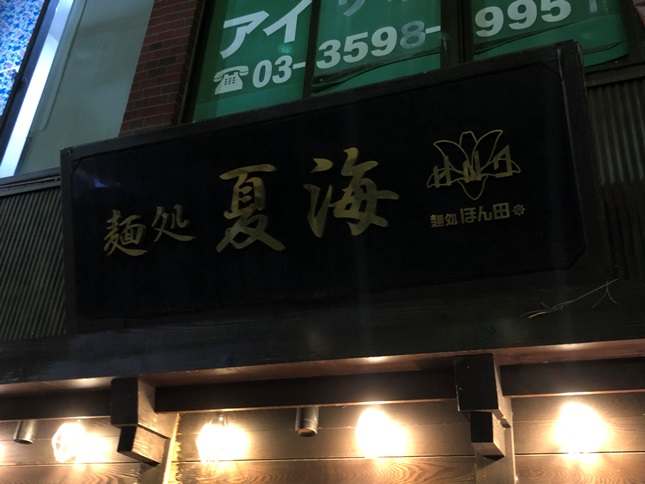 アイ
☎03-3598-995
麺処 夏海
麺処 ほん田